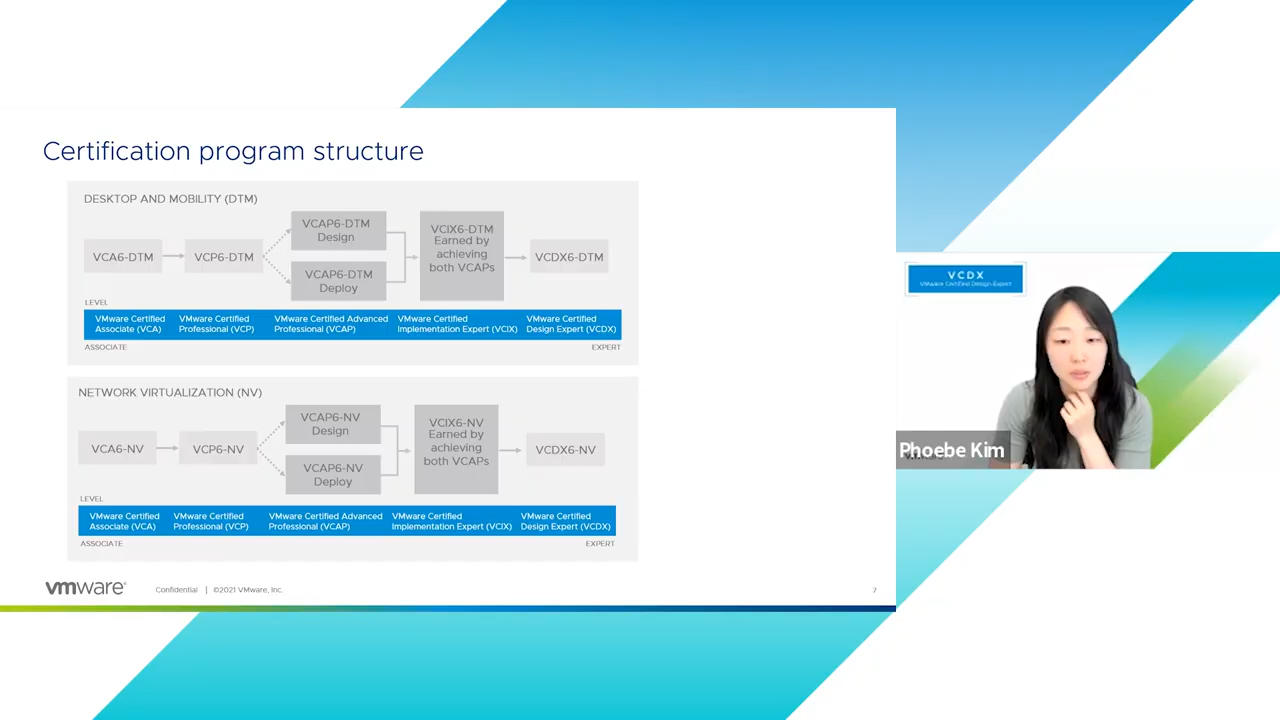 Certification program structure
DESKTOP AND MOBILITY (DTM)
VCA6-DTM
VCP6-DTM
VCAP6-DTM
Design
VCAP6-DTM
Deploy
VCIX6-DTM
Earned by
achieving
both VCAPs
VCDX6-DTM
LEVEL
VMware Certified
Associate (VCA)
VMware Certified
Professional (VCP)
VMware Certified Advanced
Professional (VCAP)
VMware Certified
Implementation Expert (VCIX)
VMware Certified
Design Expert (VCDX)
ASSOCIATE
EXPERT
NETWORK VIRTUALIZATION (NV)
VCA6-NV
VCP6-NV
VCAP6-NV
Design
VCAP6-NV
Deploy
VCIX6-NV
Earned by
achieving
both VCAPs
VCDX6-NV
LEVEL
VMware Certified
Associate (VCA)
VMware Certified
Professional (VCP)
VMware Certified Advanced
Professional (VCAP)
VMware Certified
Implementation Expert (VCIX)
VMware Certified
Design Expert (VCDX)
ASSOCIATE
EXPERT
vmware®
Confidential | ©2021 VMware, Inc.
7
VCDX
VMware Certified Design Expert
Phoebe Kim